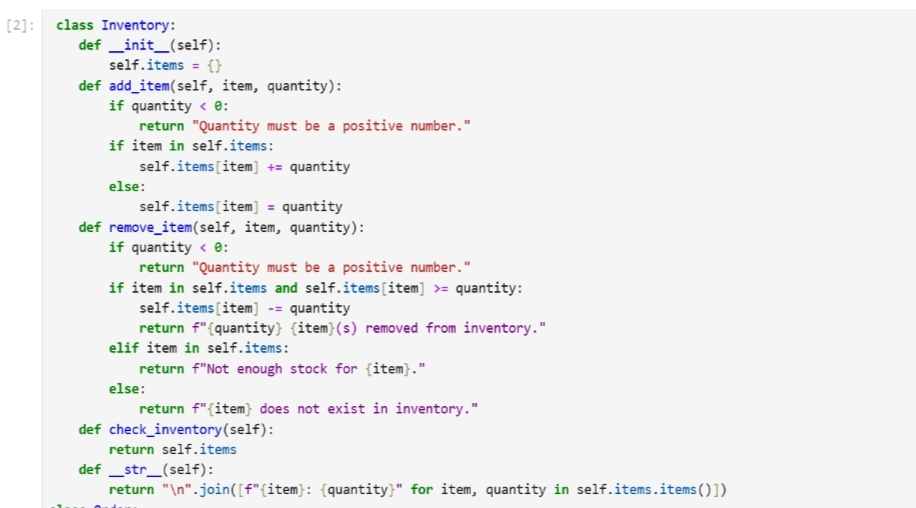 [2]: class Inventory:
    def __init__(self):
        self.items = {}
    def add_item(self, item, quantity):
        if quantity < 0:
            return "Quantity must be a positive number."
        if item in self.items:
            self.items[item] += quantity
        else:
            self.items[item] = quantity
    def remove_item(self, item, quantity):
        if quantity < 0:
            return "Quantity must be a positive number."
        if item in self.items and self.items[item] >= quantity:
            self.items[item] -= quantity
            return f"{quantity} {item}(s) removed from inventory."
        elif item in self.items:
            return f"Not enough stock for {item}."
        else:
            return f"{item} does not exist in inventory."
    def check_inventory(self):
        return self.items
    def __str__(self):
        return "\n".join([f"{item}: {quantity}" for item, quantity in self.items.items()])